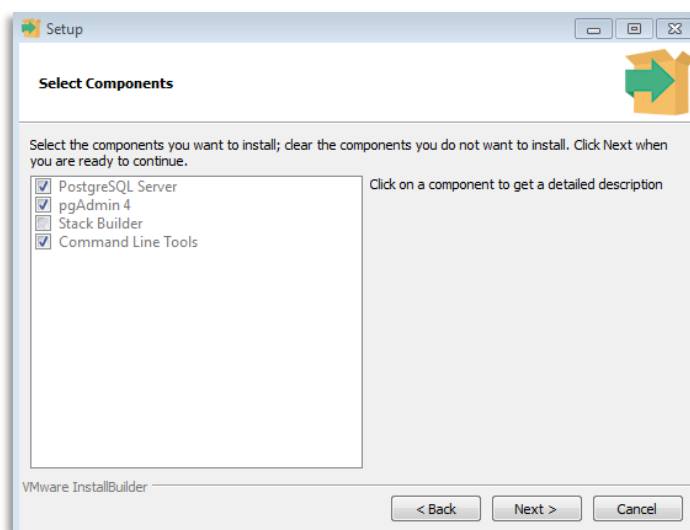 Setup
Select Components
Select the components you want to install; clear the components you do not want to install. Click Next when
you are ready to continue.
PostgreSQL Server
pgAdmin 4
Stack Builder
Command Line Tools
Click on a component to get a detailed description
VMware InstallBuilder
< Back
Next >
Cancel